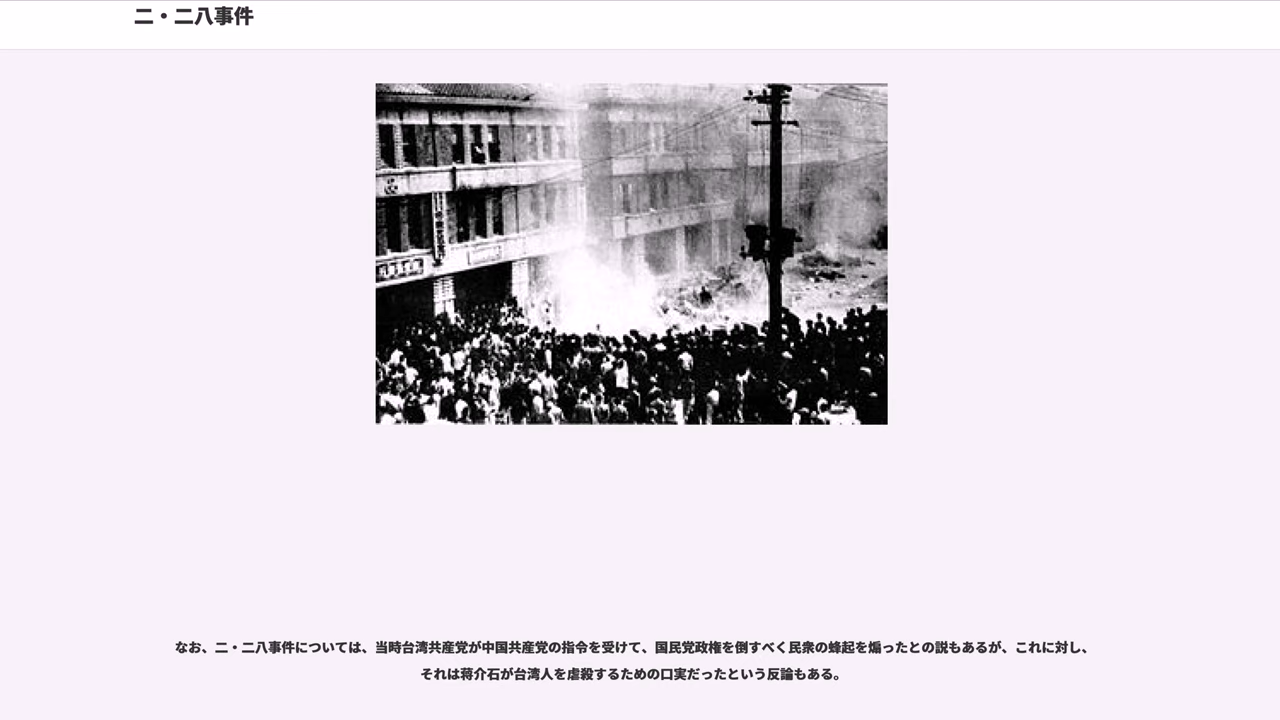 二・二八事件
なお、二・二八事件については、当時台湾共産党が中国共産党の指令を受けて、国民党政権を倒すべく民衆の蜂起を煽ったとの説もあるが、これに対し、
それは蒋介石が台湾人を虐殺するための口実だったという反論もある。